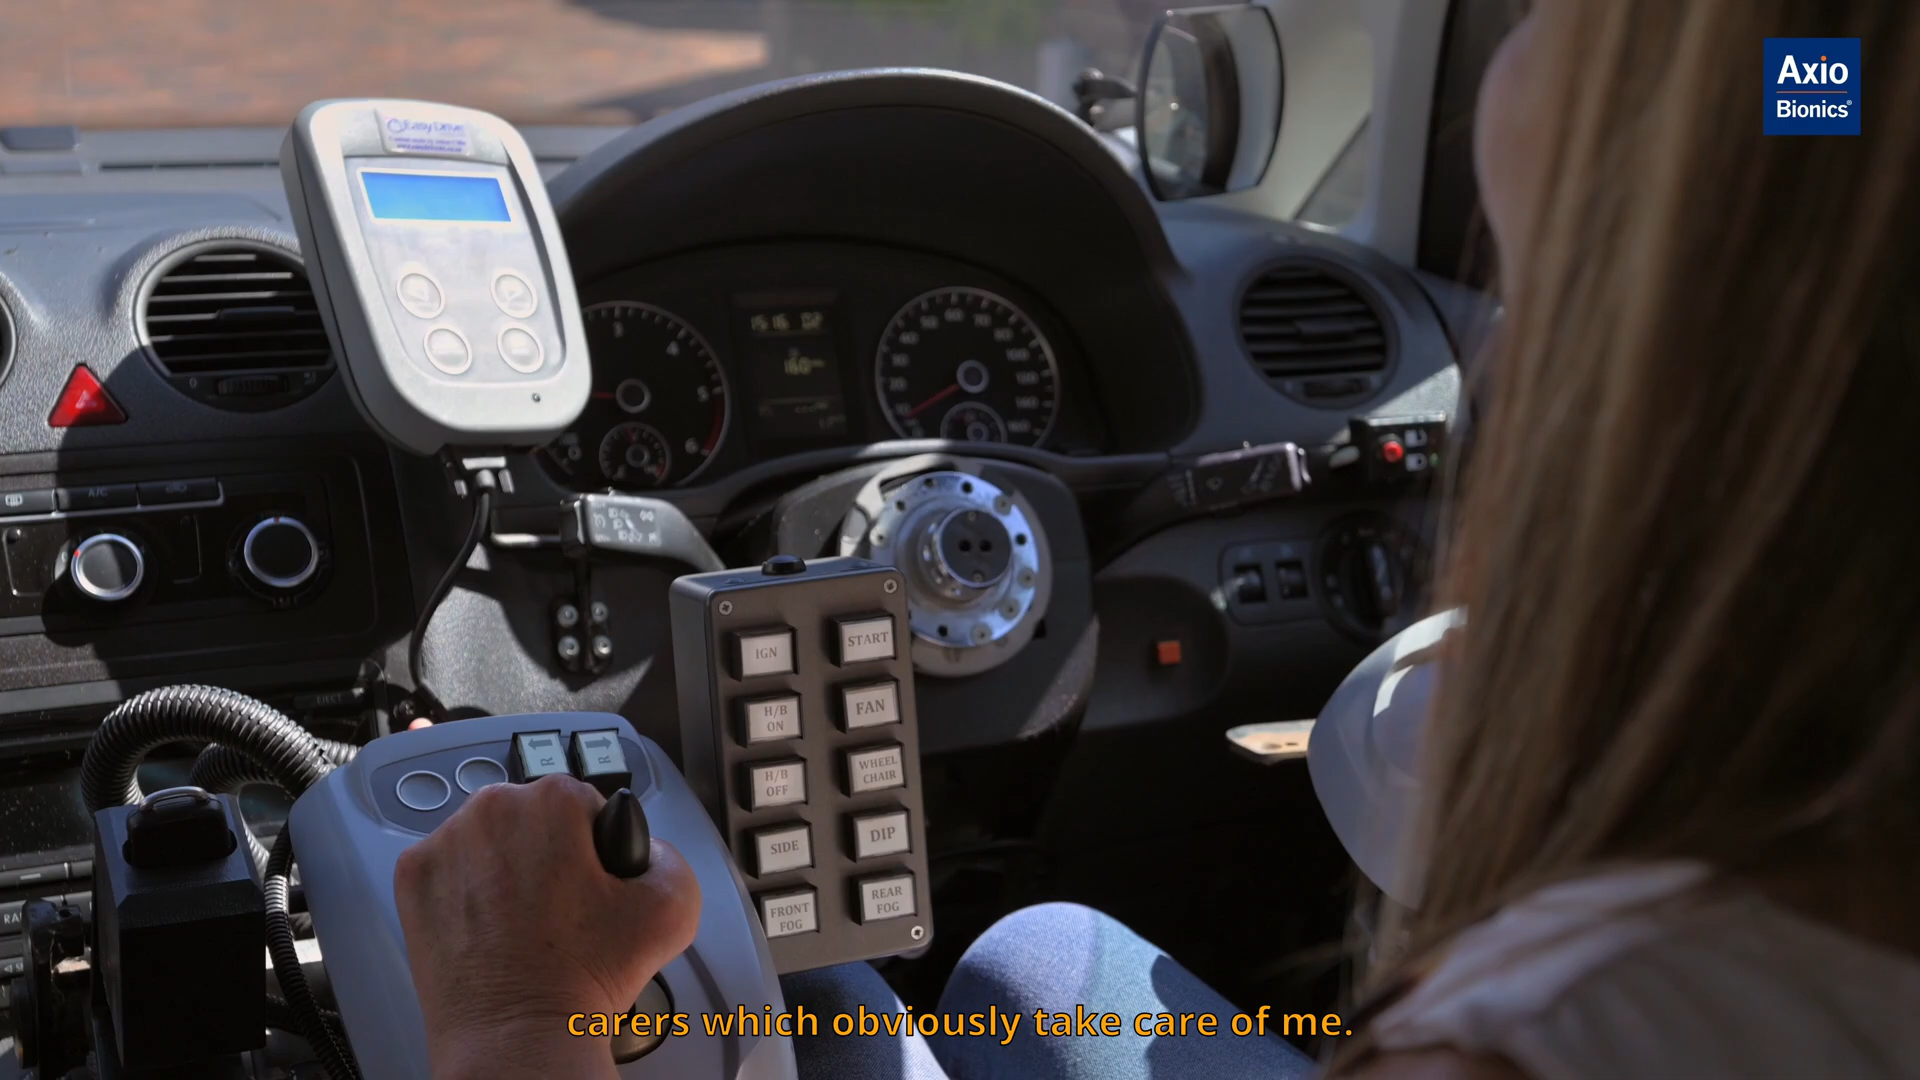 Axio
Bionics
EasyDrive
A/C
IGN
START
H/B
ON
FAN
H/B
OFF
WHEEL
CHAIR
SIDE
DIP
FRONT
FOG
REAR
FOG
R
R
carers which obviously take care of me.